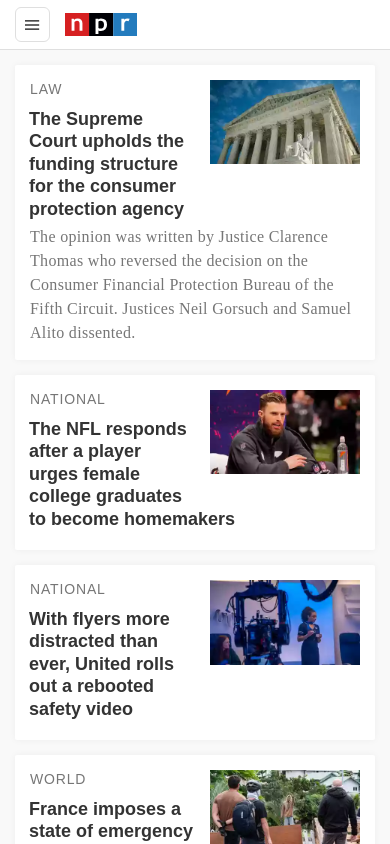 npr
LAW
The Supreme
Court upholds the
funding structure
for the consumer
protection agency
The opinion was written by Justice Clarence
Thomas who reversed the decision on the
Consumer Financial Protection Bureau of the
Fifth Circuit. Justices Neil Gorsuch and Samuel
Alito dissented.
NATIONAL
The NFL responds
after a player
urges female
college graduates
to become homemakers
NATIONAL
With flyers more
distracted than
ever, United rolls
out a rebooted
safety video
WORLD
France imposes a
state of emergency